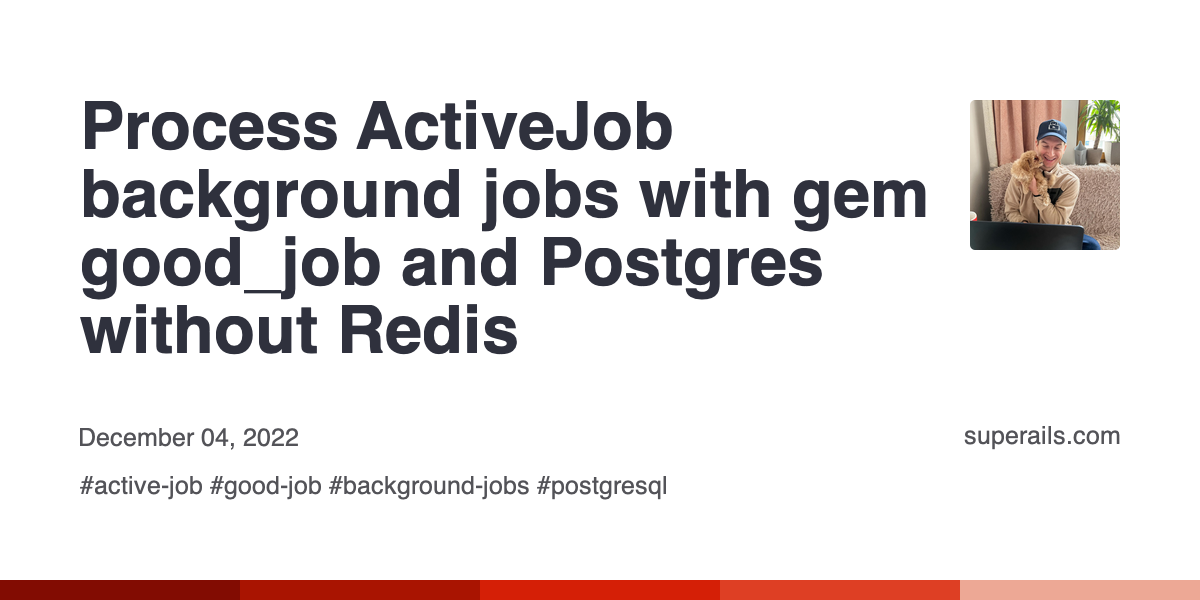 Process ActiveJob
background jobs with gem
good_job and Postgres
without Redis
December 04, 2022
superails.com
#active-job #good-job #background-jobs #postgresql